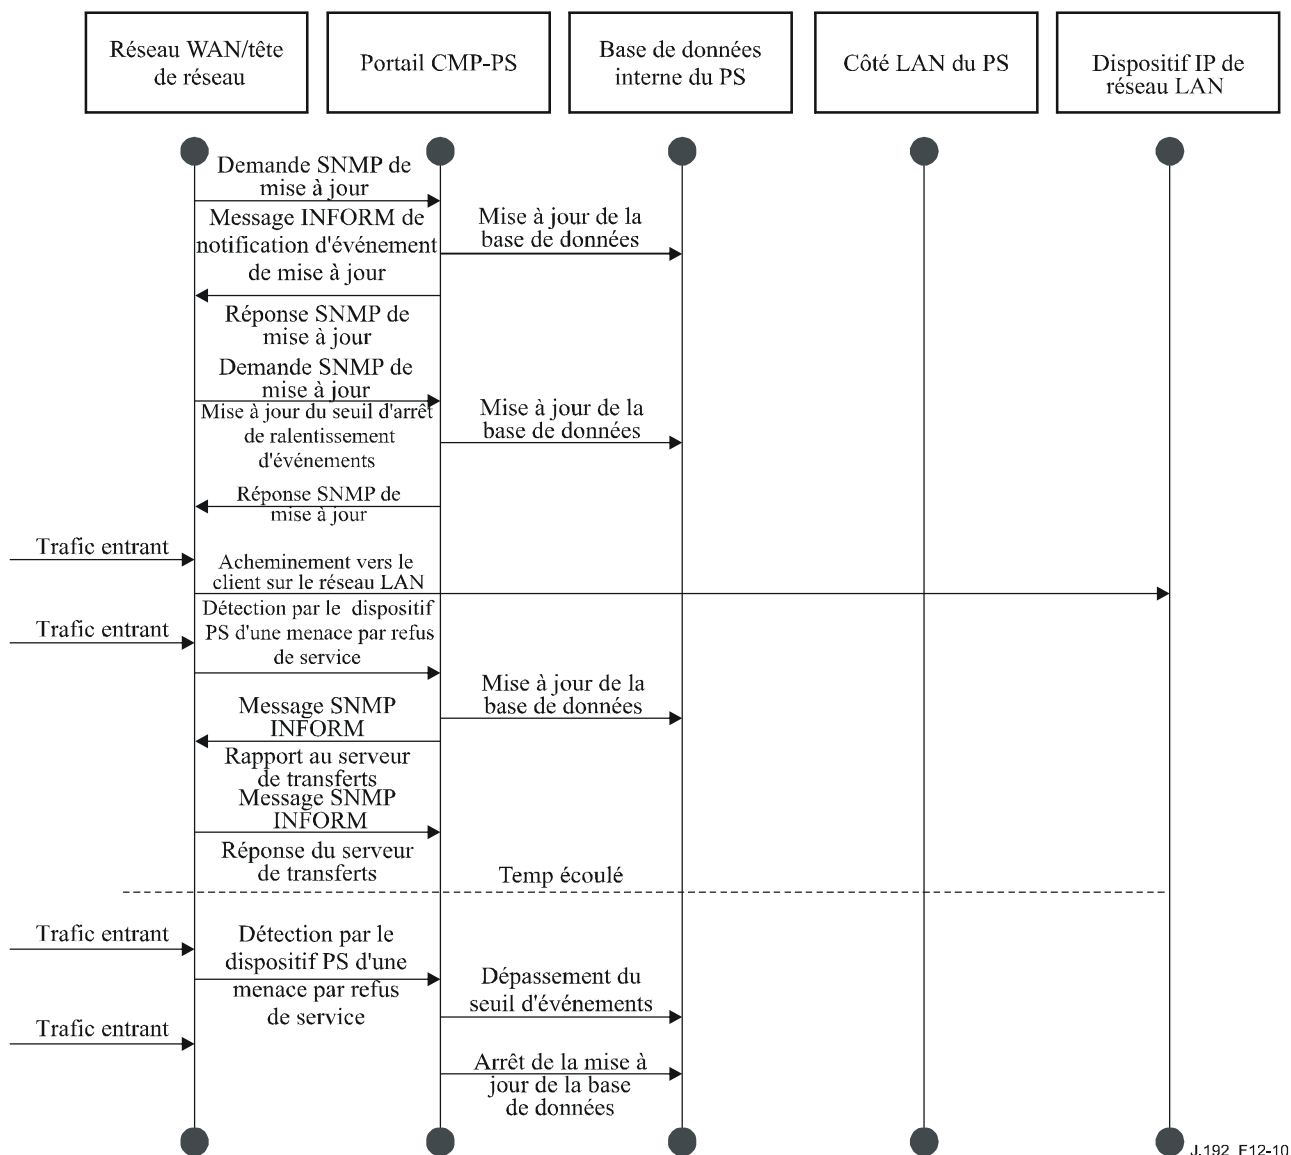 Réseau WAN/tête
de réseau
Portail CMP-PS
Base de données
interne du PS
Côté LAN du PS
Dispositif IP de
réseau LAN
Demande SNMP de
mise à jour
Message INFORM de
notification d'événement
de mise à jour
Mise à jour de la
base de données
Réponse SNMP de
mise à jour
Demande SNMP de
mise à jour
Mise à jour du seuil d'arrêt
de ralentissement
d'événements
Mise à jour de la
base de données
Réponse SNMP de
mise à jour
Trafic entrant
Acheminement vers le
client sur le réseau LAN
Trafic entrant
Détection par le dispositif
PS d'une menace par refus
de service
Mise à jour de la
base de données
Message SNMP
INFORM
Rapport au serveur
de transferts
Message SNMP
INFORM
Réponse du serveur
de transferts
Temp écoulé
Trafic entrant
Détection par le
dispositif PS d'une
menace par refus
de service
Dépassement du
seuil d'événements
Trafic entrant
Arrêt de la mise à
jour de la base
de données
J.192_F12-10